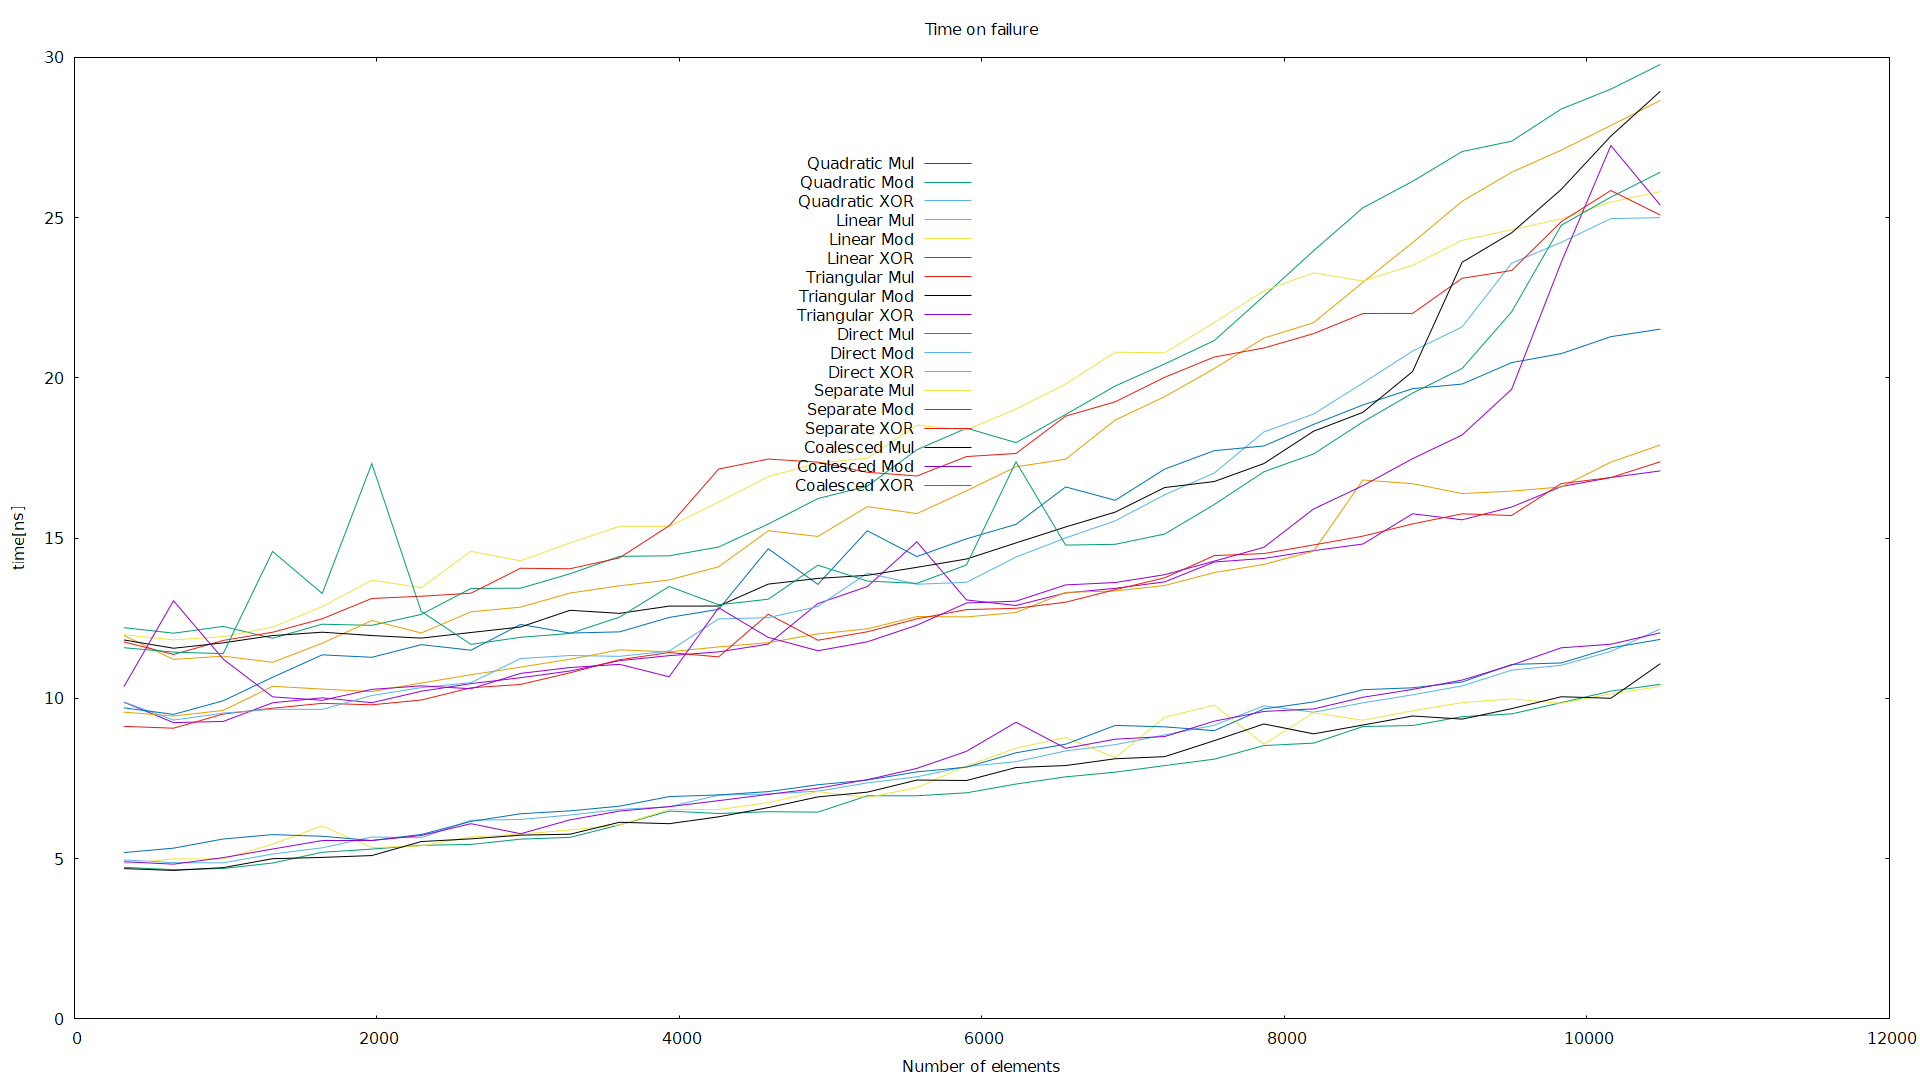 Time on failure
30
25
20
15
10
5
0
time[ns]
Quadratic Mul
Quadratic Mod
Quadratic XOR
Linear Mul
Linear Mod
Linear XOR
Triangular Mul
Triangular Mod
Triangular XOR
Direct Mul
Direct Mod
Direct XOR
Separate Mul
Separate Mod
Separate XOR
Coalesced Mul
Coalesced Mod
Coalesced XOR
0 2000 4000 6000 8000 10000 12000
Number of elements